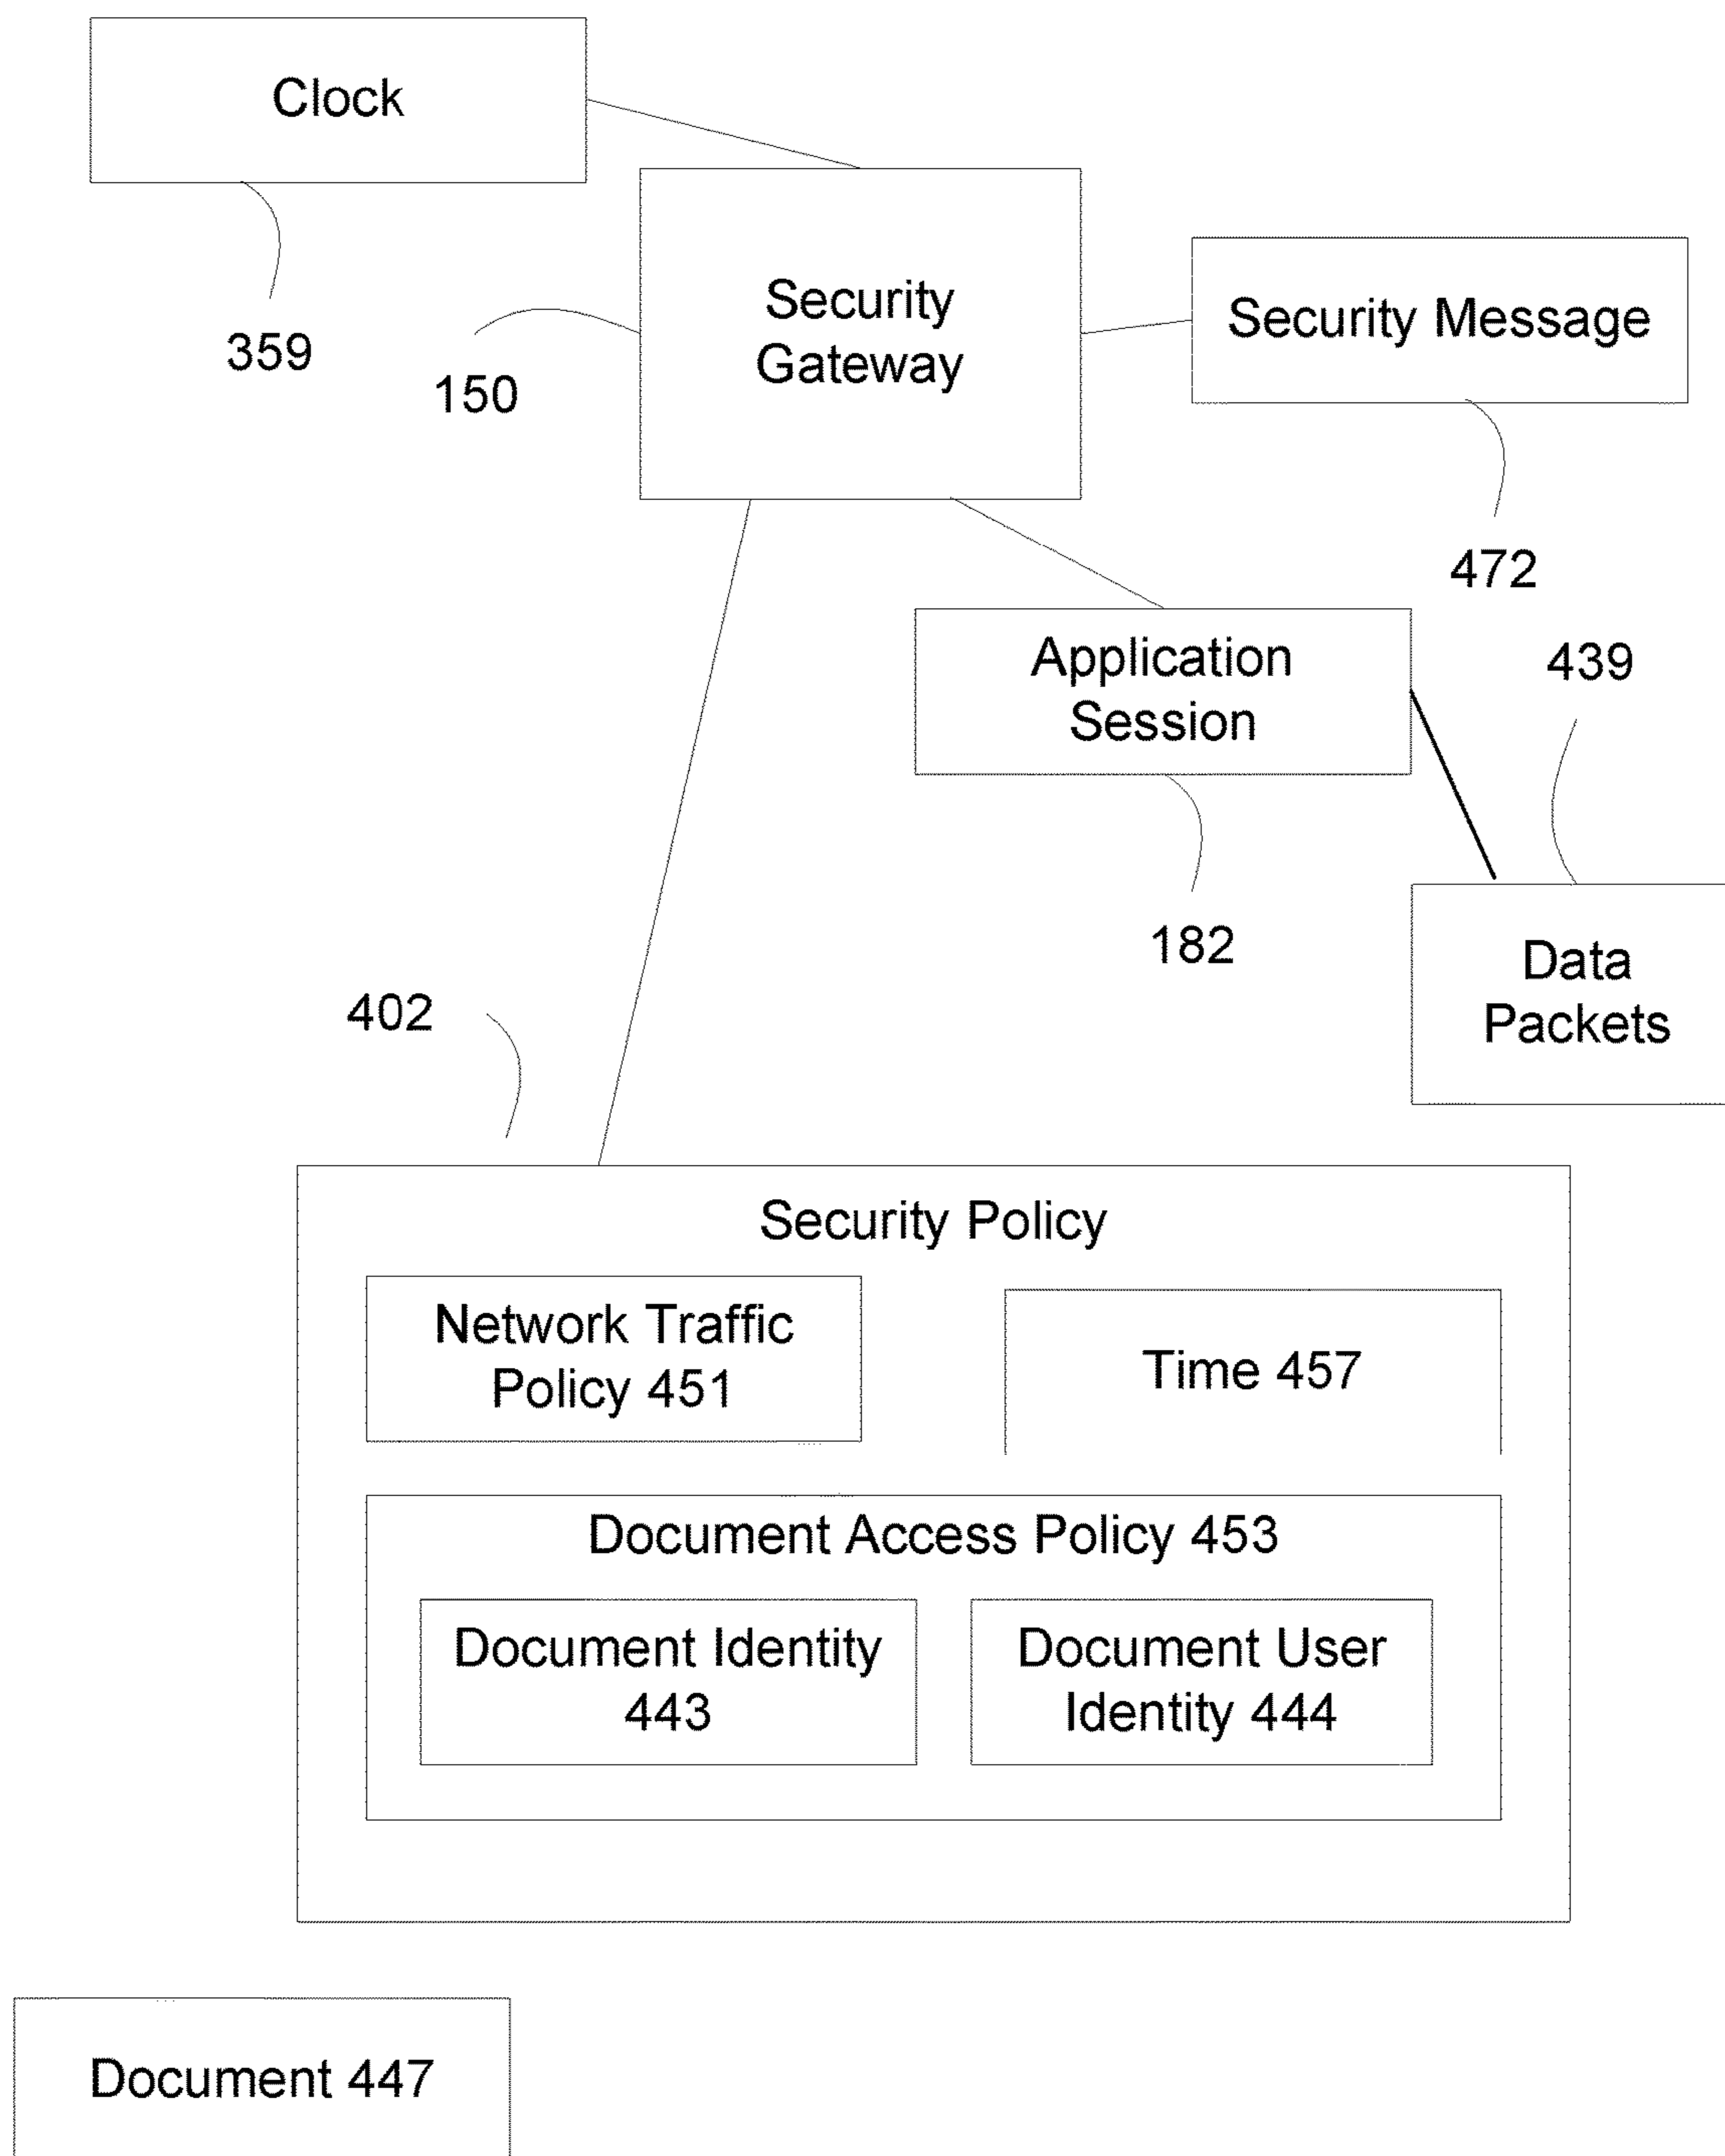 Clock
359
Security
Gateway
150
Security Message
472
Application
Session
182
439
Data
Packets
402
Security Policy
Network Traffic
Policy 451
Time 457
Document Access Policy 453
Document Identity
443
Document User
Identity 444
Document 447